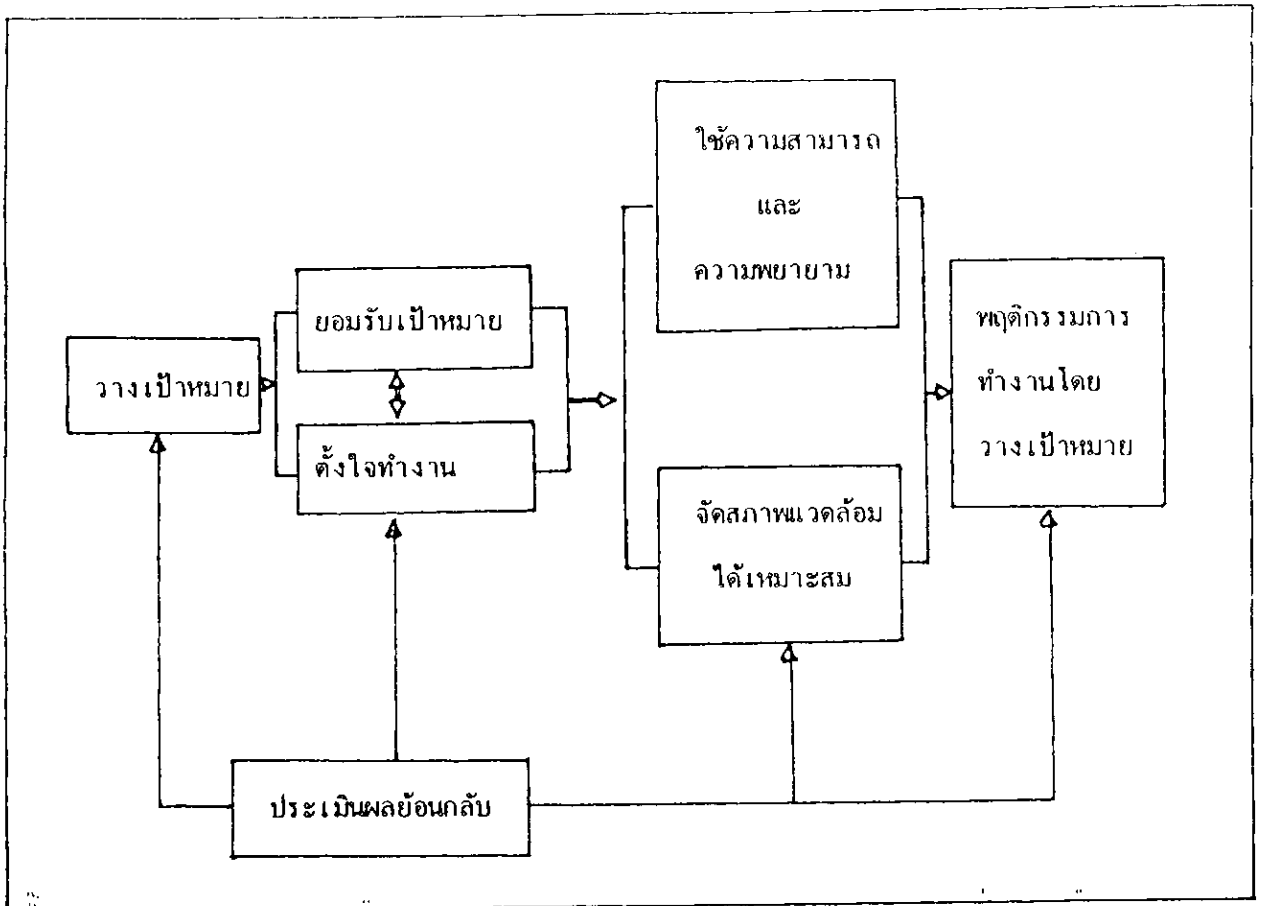 วางเป้าหมาย
ยอมรับเป้าหมาย
ตั้งใจทำงาน
ใช้ความสามารถ
และ
ความพยายาม
จัดสภาพแวดล้อม
ได้เหมาะสม
พฤติกรรมการ
ทำงานโดย
วางเป้าหมาย
ประเมินผลย้อนกลับ